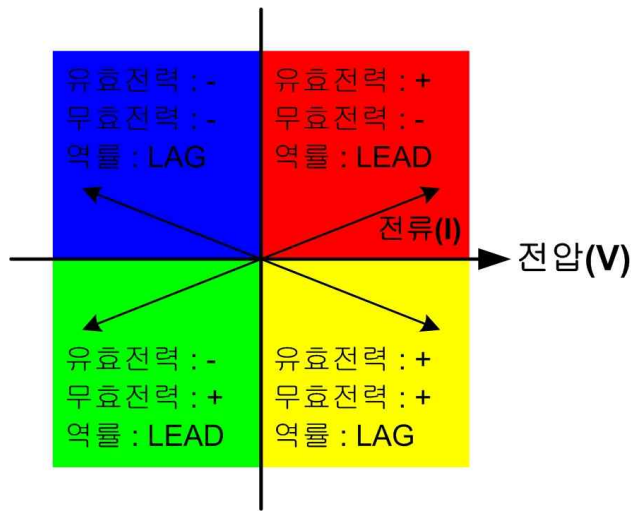 유효전력 : -
무효전력 : -
역률 : LAG
유효전력 : +
무효전력 : -
역률 : LEAD
전류(I)
전압(V)
유효전력 : -
무효전력 : +
역률 : LEAD
유효전력 : +
무효전력 : +
역률 : LAG